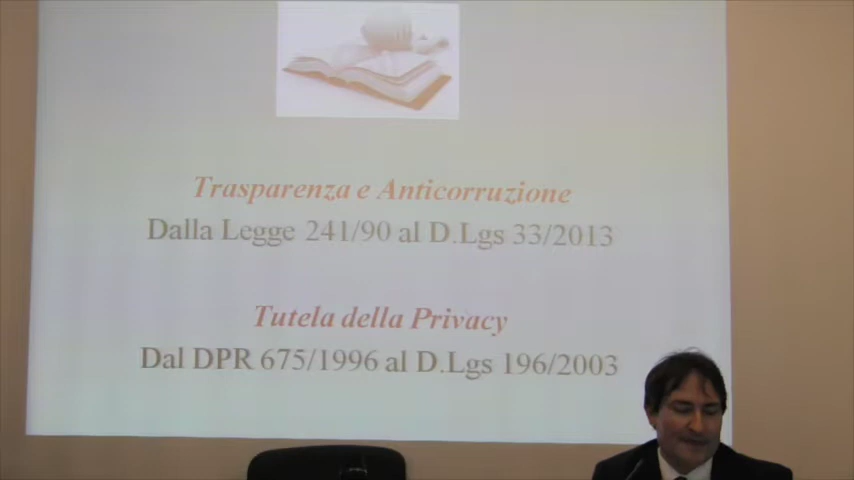 Trasparenza e Anticorruzione
Dalla Legge 241/90 al D.Lgs 33/2013
Tutela della Privacy
Dal DPR 675/1996 al D.Lgs 196/2003